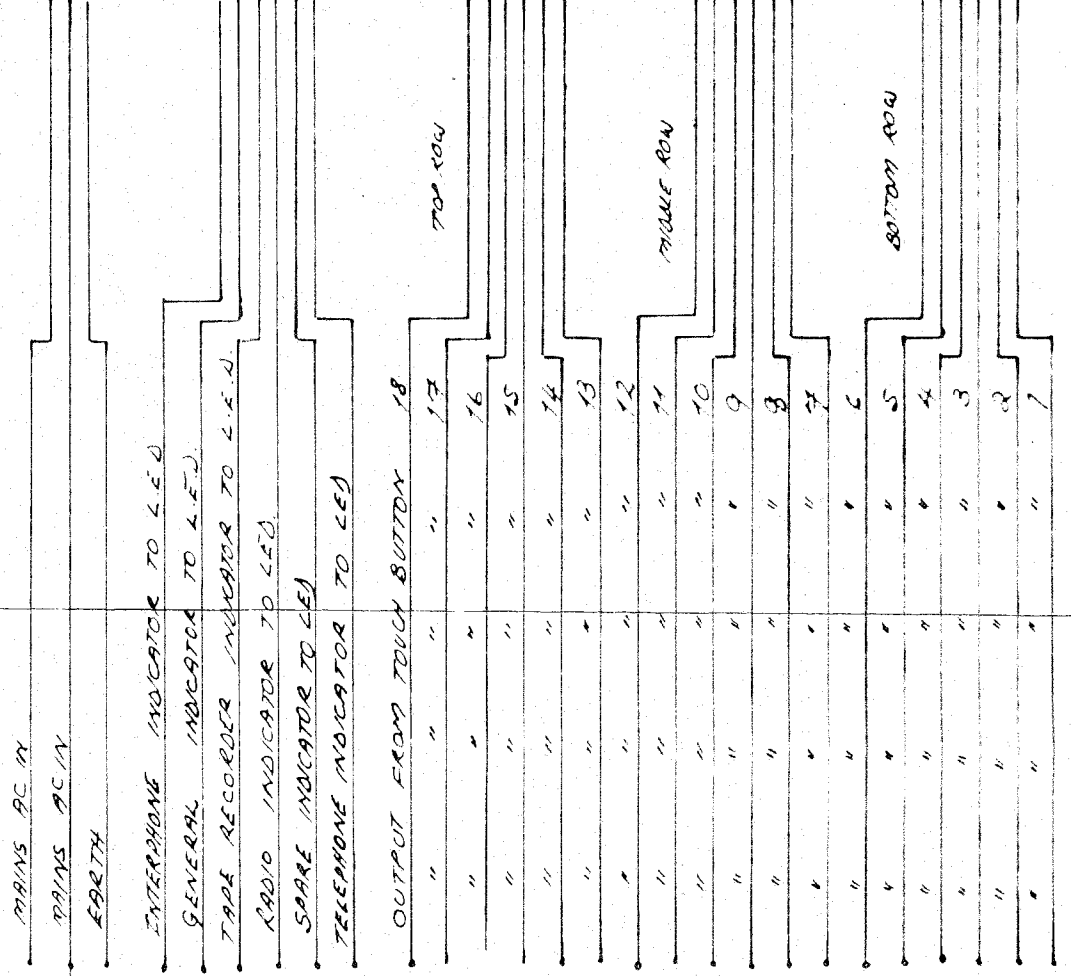 MAINS AC IN
MAINS AC IN
EARTH
INTERPHONE INDICATOR TO L.E.D
GENERAL INDICATOR TO L.E.D.
TAPE RECORDER INDICATOR TO L.E.D
RADIO INDICATOR TO LED.
SPARE INDICATOR TO LED
TELEPHONE INDICATOR TO LED
OUTPUT FROM TOUCH BUTTON 18
" " " " 17
" " " " 16
" " " " 15
" " " " 14
" " " " 13
" " " " 12
" " " " 11
" " " " 10
" " " " 9
" " " " 8
" " " " 7
" " " " 6
" " " " 5
" " " " 4
" " " " 3
" " " " 2
" " " " 1
TOP ROW
MIDDLE ROW
BOTTOM ROW